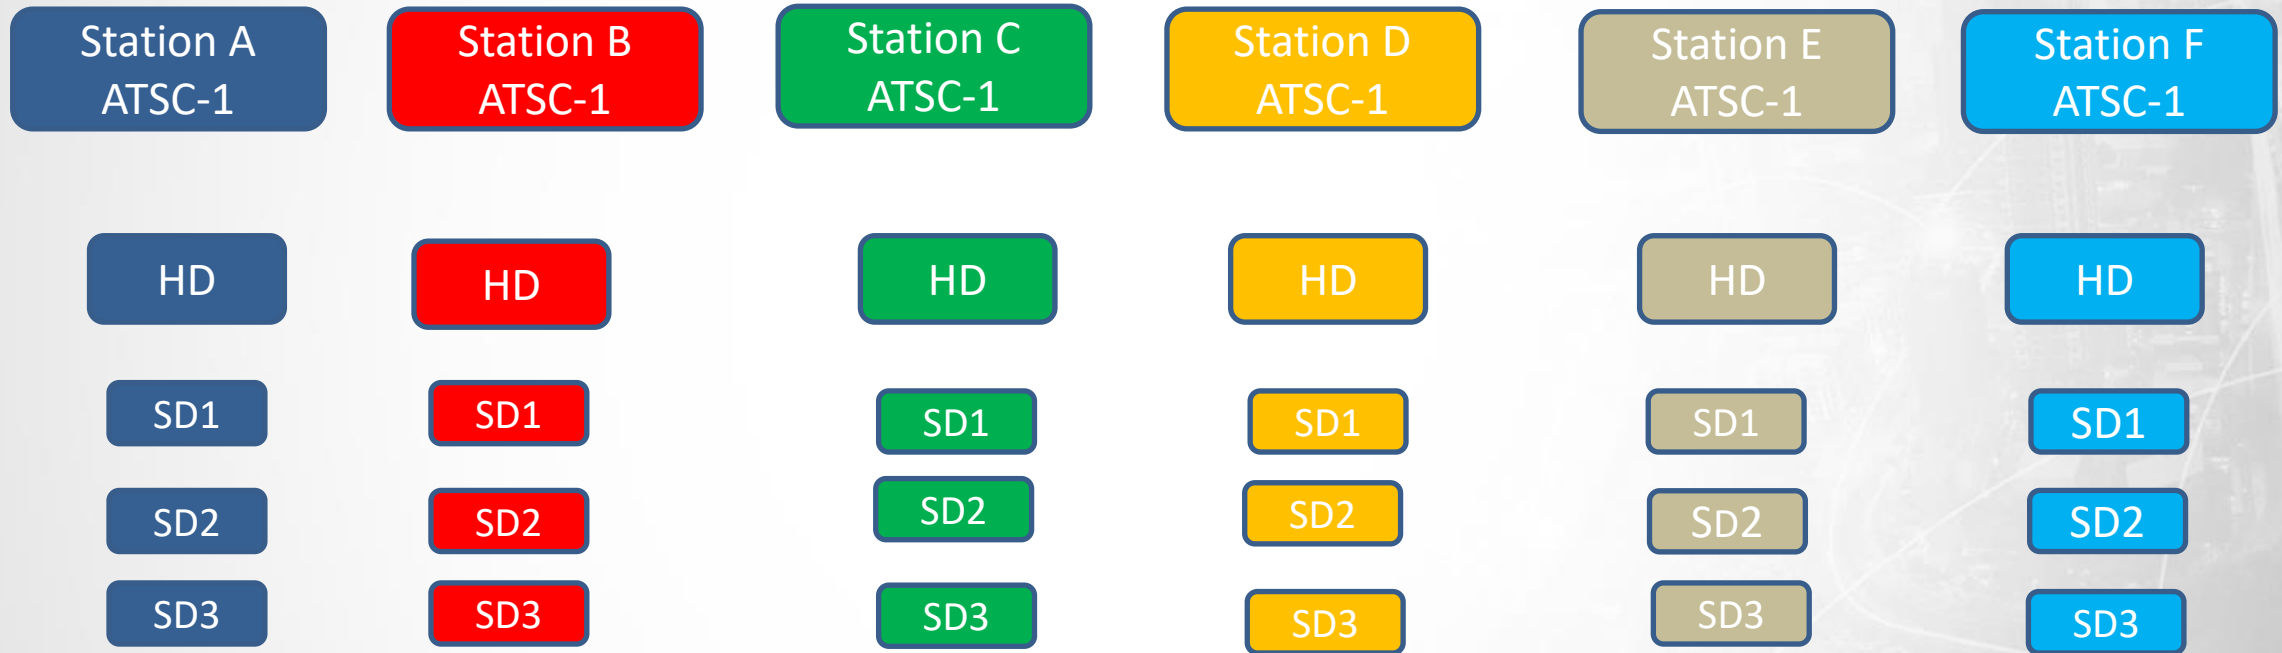 Station A
ATSC-1
Station B
ATSC-1
Station C
ATSC-1
Station D
ATSC-1
Station E
ATSC-1
Station F
ATSC-1
HD
HD
HD
HD
HD
HD
SD1
SD1
SD1
SD1
SD1
SD1
SD2
SD2
SD2
SD2
SD2
SD2
SD3
SD3
SD3
SD3
SD3
SD3